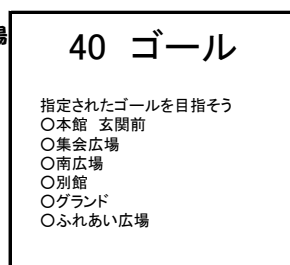 場
40 ゴール
指定されたゴールを目指そう
○本館 玄関前
○集会広場
○南広場
○別館
○グランド
○ふれあい広場